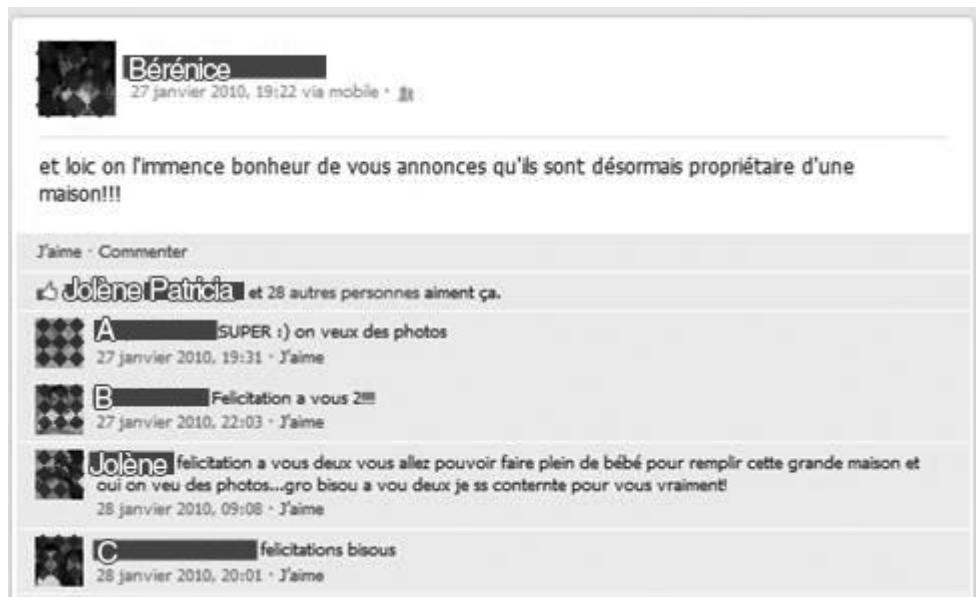 Bérénice
27 janvier 2010, 19:22 via mobile ·
et loic on l'immence bonheur de vous annonces qu'ils sont désormais propriétaire d'une
maison!!!
J'aime · Commenter
Jolène Patricia et 28 autres personnes aiment ça.
A SUPER :) on veux des photos
27 janvier 2010, 19:31 · J'aime
B Felicitation a vous 2!!!!
27 janvier 2010, 22:03 · J'aime
Jolène felicitation a vous deux vous allez pouvoir faire plein de bébé pour remplir cette grande maison et
oui on veu des photos...gro bisou a vou deux je ss conternte pour vous vraiment!
28 janvier 2010, 09:08 · J'aime
C felicitations bisous
28 janvier 2010, 20:01 · J'aime